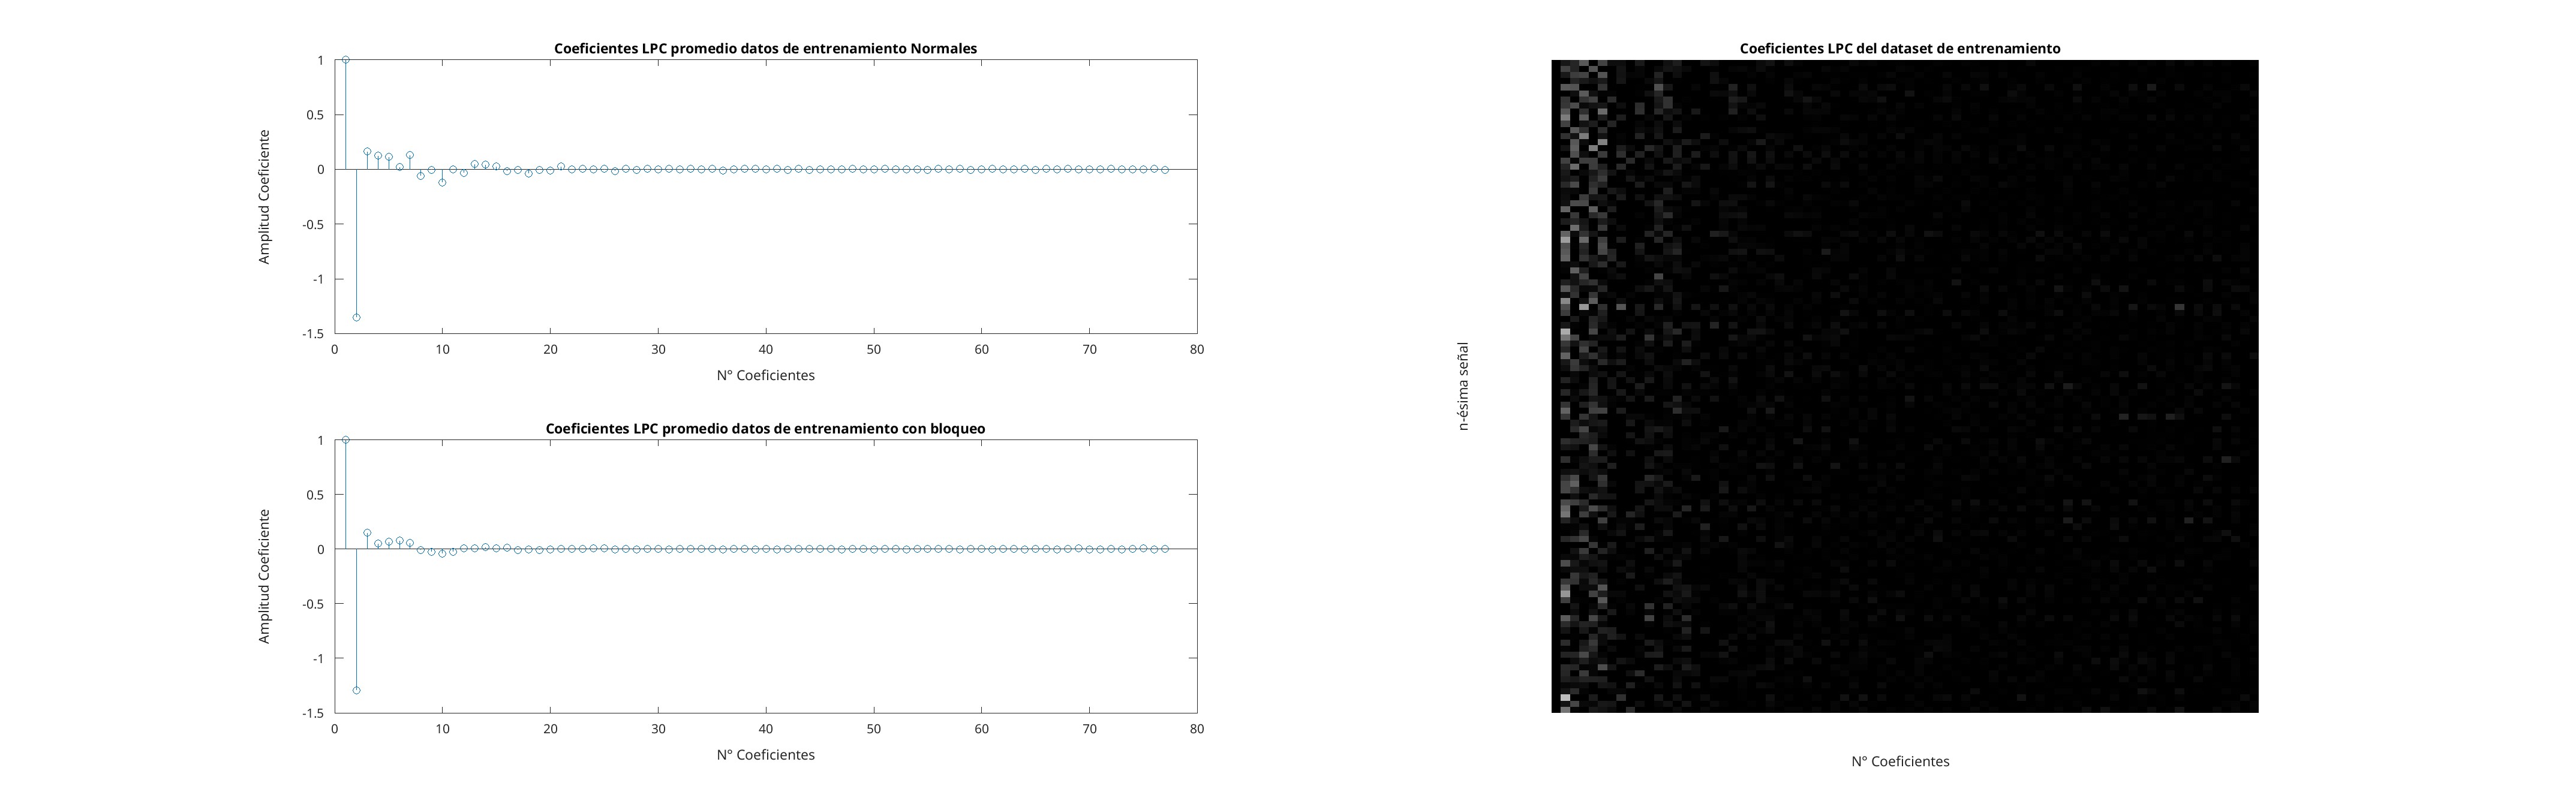 Coeficientes LPC promedio datos de entrenamiento Normales
1
0.5
0
-0.5
-1
-1.5
Amplitud Coeficiente
0 10 20 30 40 50 60 70 80
N° Coeficientes
Coeficientes LPC promedio datos de entrenamiento con bloqueo
1
0.5
0
-0.5
-1
-1.5
Amplitud Coeficiente
0 10 20 30 40 50 60 70 80
N° Coeficientes
Coeficientes LPC del dataset de entrenamiento
n-ésima señal
N° Coeficientes